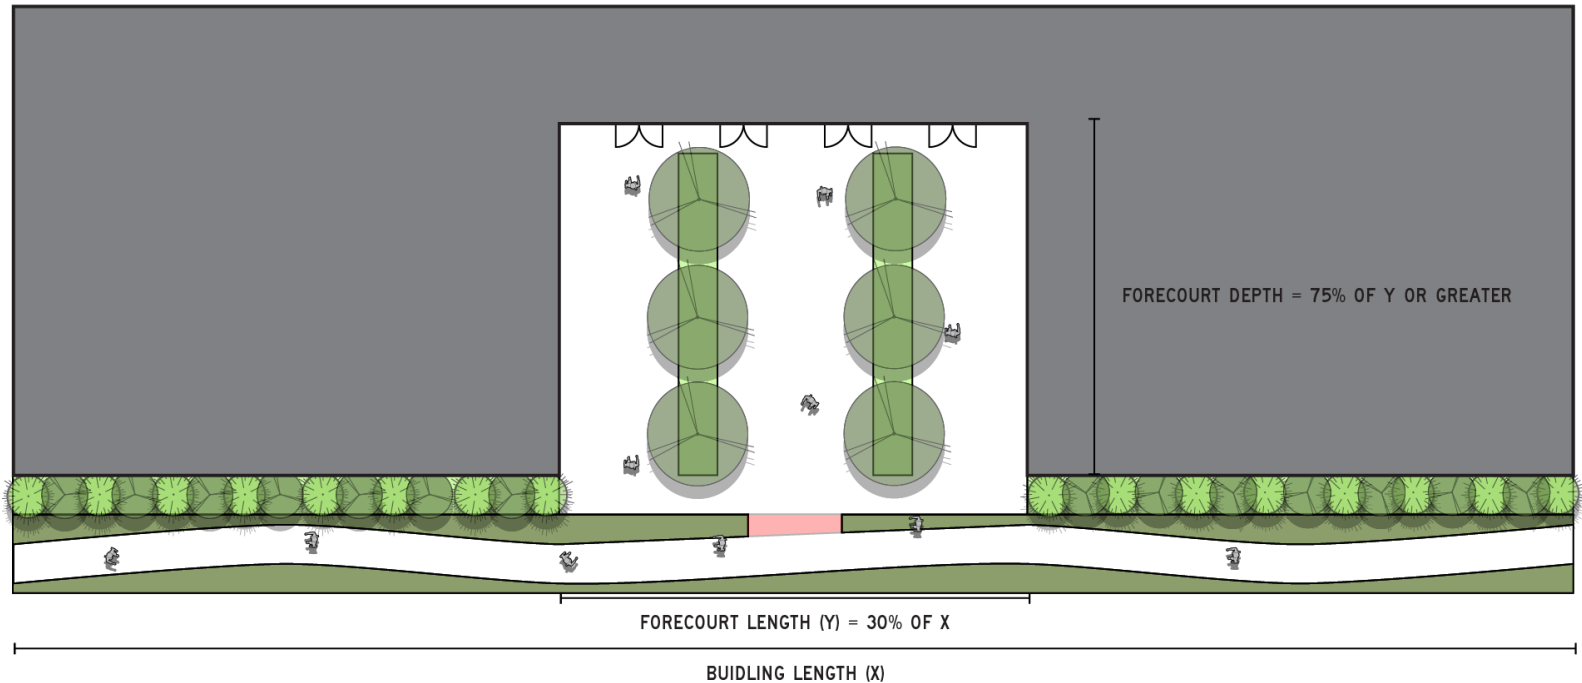 FORECOURT DEPTH = 75% OF Y OR GREATER
FORECOURT LENGTH (Y) = 30% OF X
BUIDLING LENGTH (X)